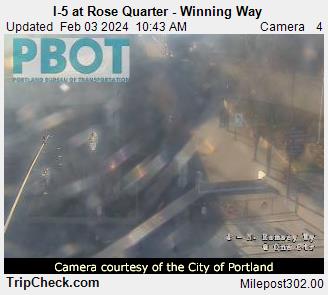 I-5 at Rose Quarter - Winning Way
Updated Feb 03 2024 10:43 AM Camera 4
PBOT
PORTLAND BUREAU OF TRANSPORTATION
Camera courtesy of the City of Portland
TripCheck.com Milepost302.00